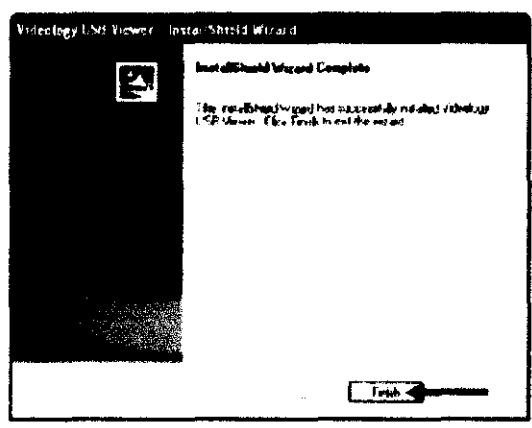 Videology USB Viewer - InstallShield Wizard
InstallShield Wizard Complete
The InstallShield Wizard has successfully installed Videology
USB Viewer. Click Finish to exit the wizard.
Finish